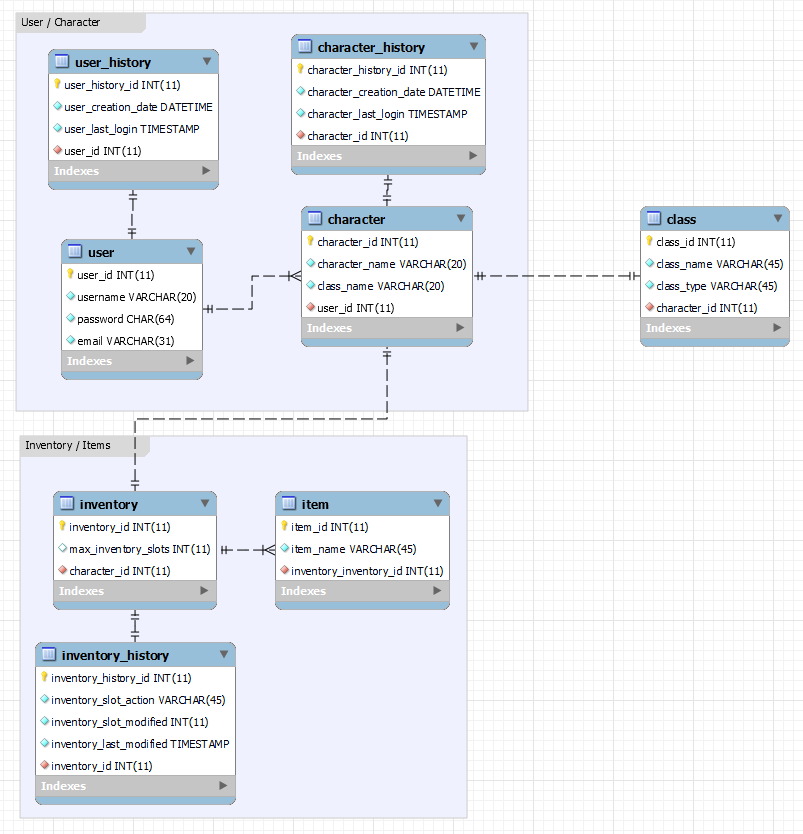 User / Character
user_history
user_history_id INT(11)
user_creation_date DATETIME
user_last_login TIMESTAMP
user_id INT(11)
Indexes
character_history
character_history_id INT(11)
character_creation_date DATETIME
character_last_login TIMESTAMP
character_id INT(11)
Indexes
user
user_id INT(11)
username VARCHAR(20)
password CHAR(64)
email VARCHAR(31)
Indexes
character
character_id INT(11)
character_name VARCHAR(20)
class_name VARCHAR(20)
user_id INT(11)
Indexes
class
class_id INT(11)
class_name VARCHAR(45)
class_type VARCHAR(45)
character_id INT(11)
Indexes
Inventory / Items
inventory
inventory_id INT(11)
max_inventory_slots INT(11)
character_id INT(11)
Indexes
item
item_id INT(11)
item_name VARCHAR(45)
inventory_inventory_id INT(11)
Indexes
inventory_history
inventory_history_id INT(11)
inventory_slot_action VARCHAR(45)
inventory_slot_modified INT(11)
inventory_last_modified TIMESTAMP
inventory_id INT(11)
Indexes